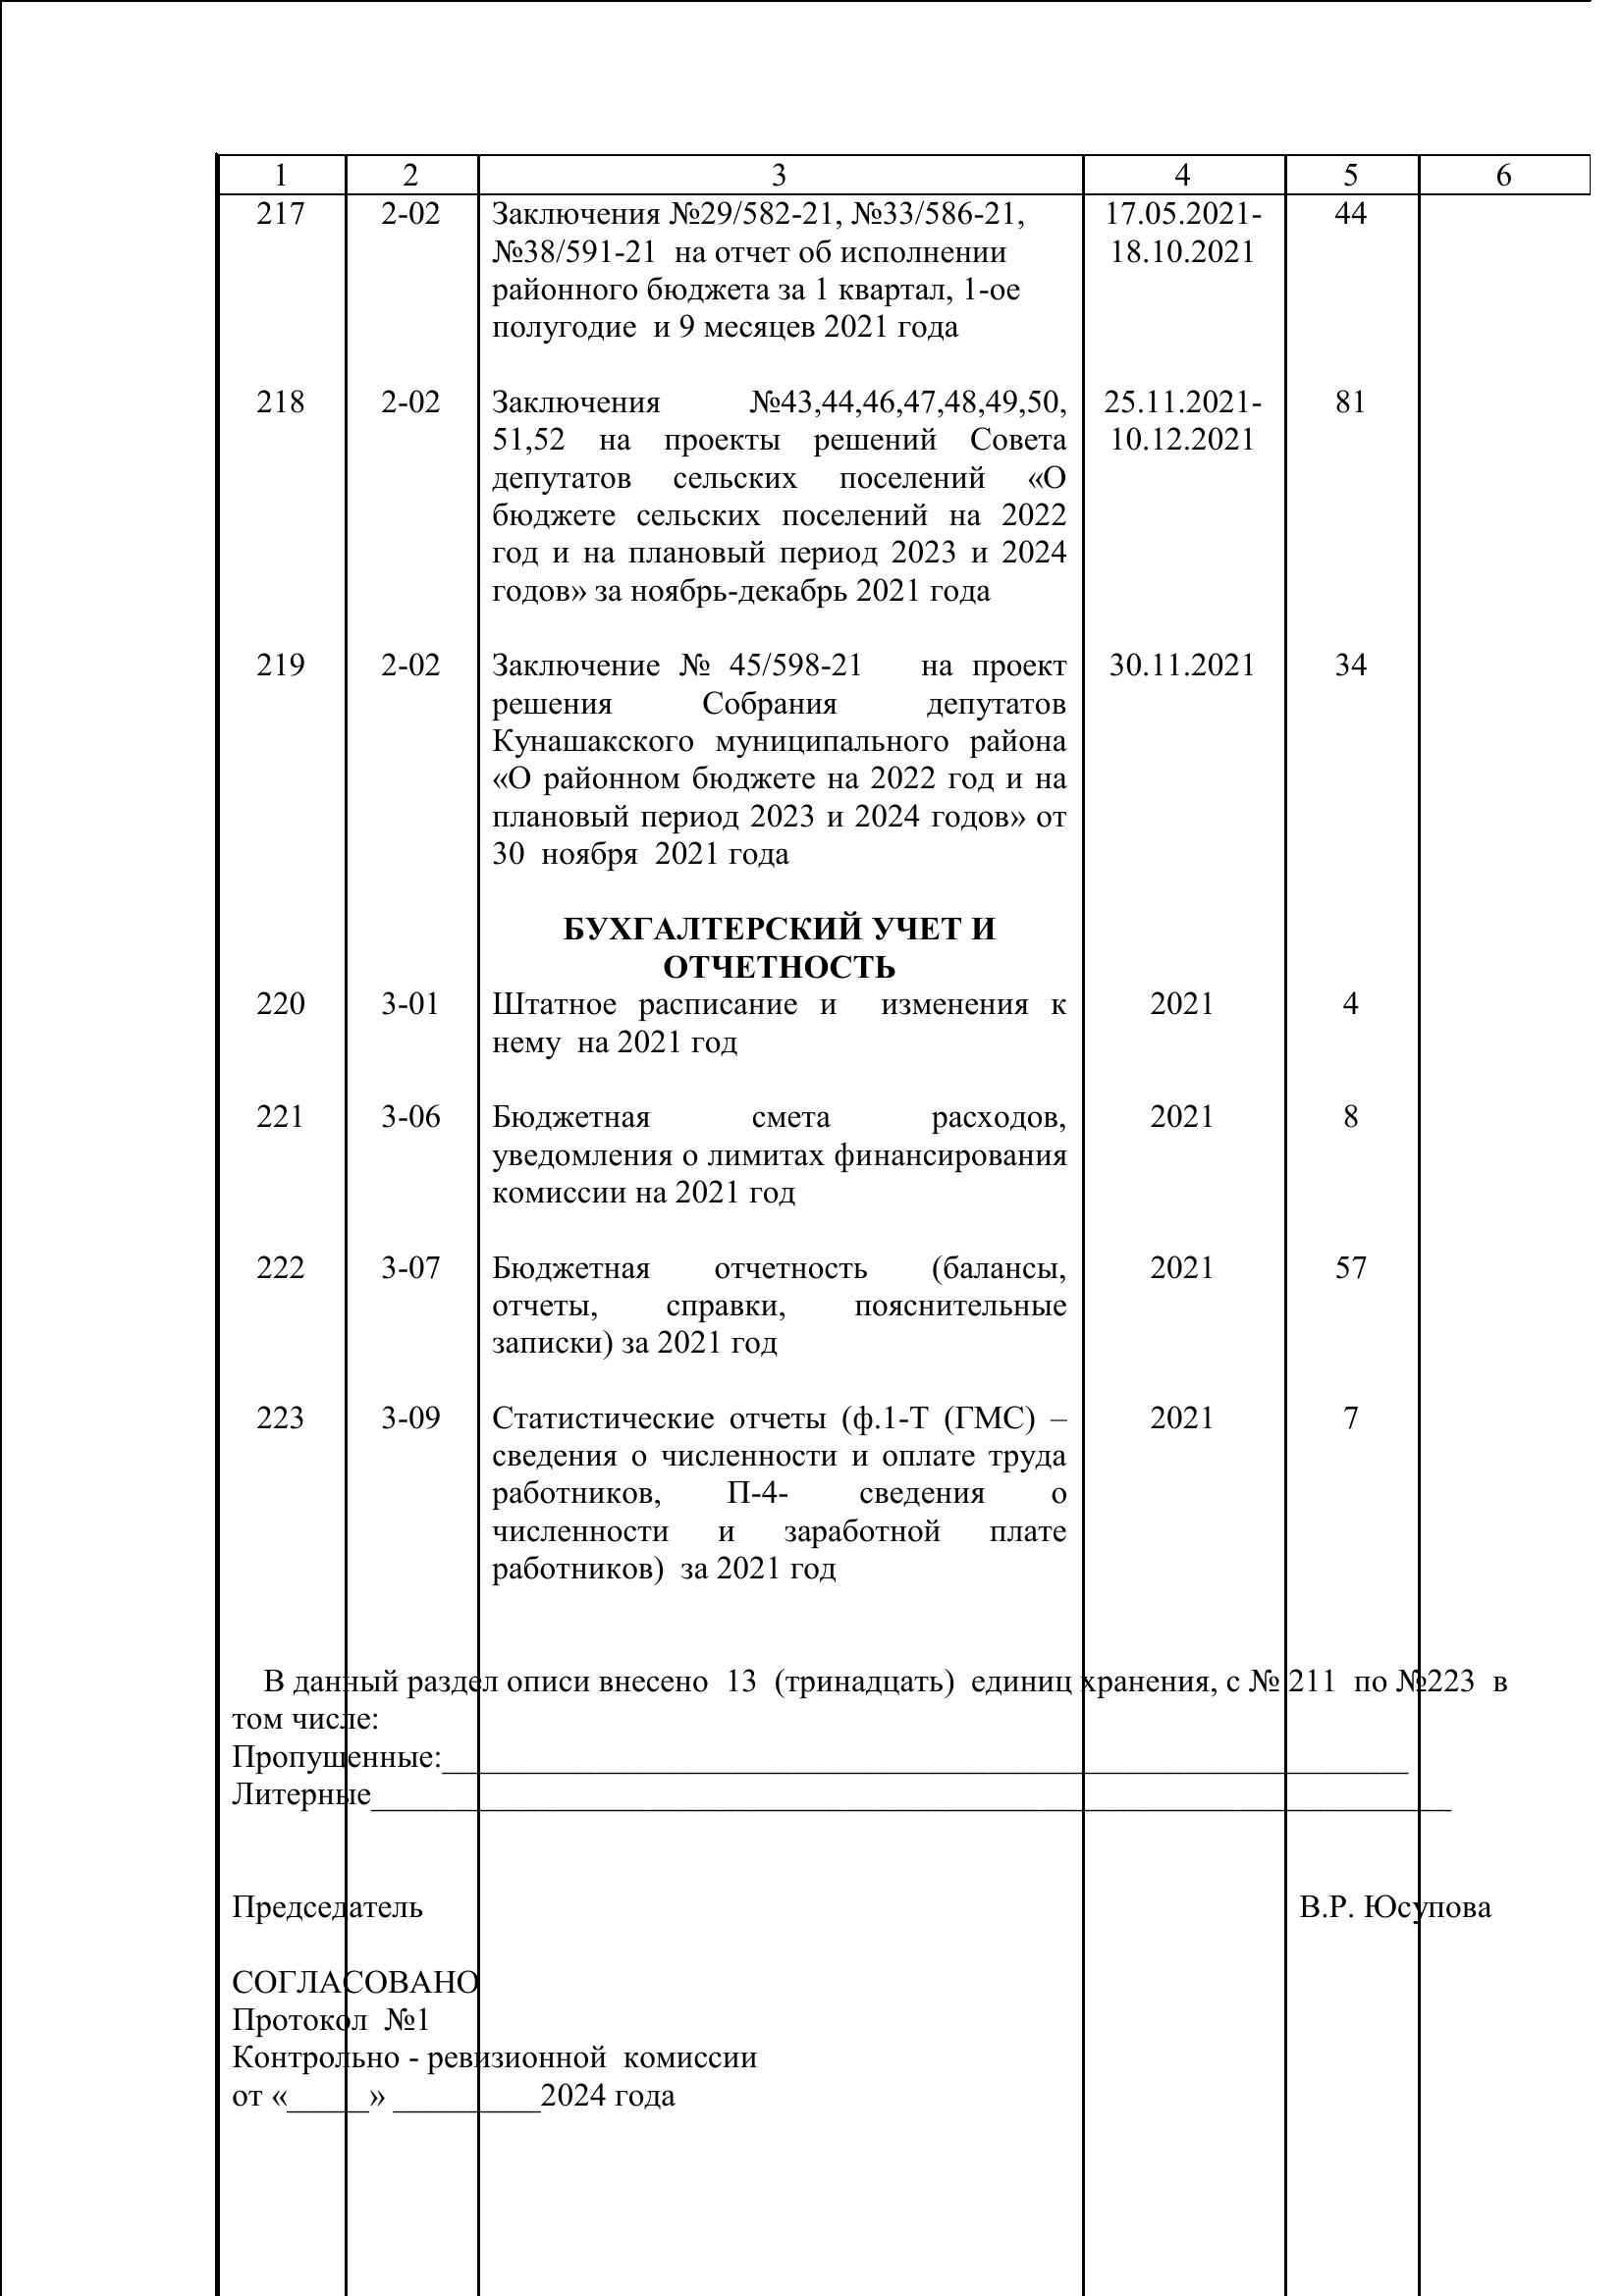 1 2 3 4 5 6
217 2-02 Заключения №29/582-21, №33/586-21, 17.05.2021- 44
№38/591-21 на отчет об исполнении 18.10.2021
районного бюджета за 1 квартал, 1-ое
полугодие и 9 месяцев 2021 года
218 2-02 Заключения №43,44,46,47,48,49,50, 25.11.2021- 81
51,52 на проекты решений Совета 10.12.2021
депутатов сельских поселений «О
бюджете сельских поселений на 2022
год и на плановый период 2023 и 2024
годов» за ноябрь-декабрь 2021 года
219 2-02 Заключение № 45/598-21 на проект 30.11.2021 34
решения Собрания депутатов
Кунашакского муниципального района
«О районном бюджете на 2022 год и на
плановый период 2023 и 2024 годов» от
30 ноября 2021 года
БУХГАЛТЕРСКИЙ УЧЕТ И
ОТЧЕТНОСТЬ
220 3-01 Штатное расписание и изменения к 2021 4
нему на 2021 год
221 3-06 Бюджетная смета расходов, 2021 8
уведомления о лимитах финансирования
комиссии на 2021 год
222 3-07 Бюджетная отчетность (балансы, 2021 57
отчеты, справки, пояснительные
записки) за 2021 год
223 3-09 Статистические отчеты (ф.1-Т (ГМС) – 2021 7
сведения о численности и оплате труда
работников, П-4- сведения о
численности и заработной плате
работников) за 2021 год
В данный раздел описи внесено 13 (тринадцать) единиц хранения, с № 211 по №223 в
том числе:
Пропущенные:____________________________________________________________
Литерные___________________________________________________________________
Председатель В.Р. Юсупова
СОГЛАСОВАНО
Протокол №1
Контрольно - ревизионной комиссии
от «_____» _________2024 года